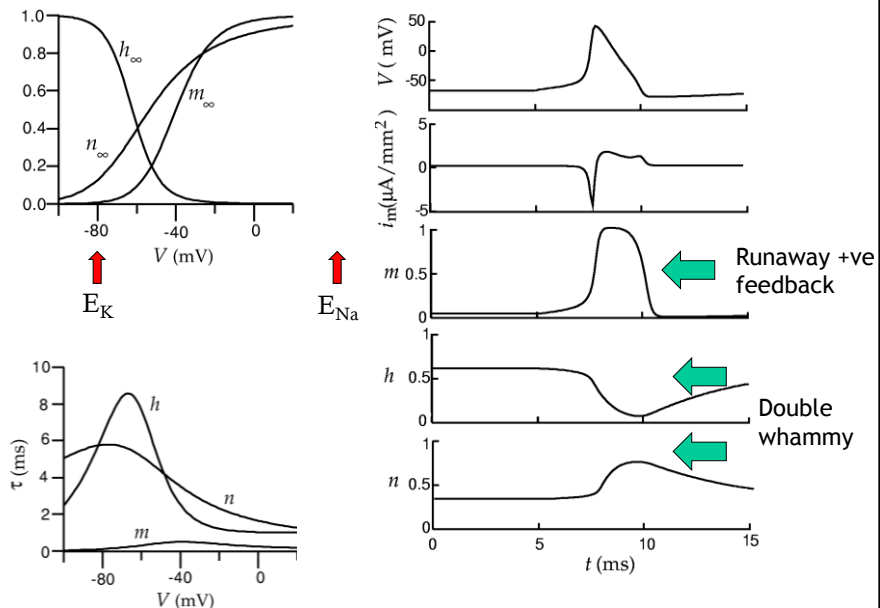 1.0
0.8
0.6
0.4
0.2
0.0
h∞
m∞
n∞
-80 -40 0
V (mV)
E_K
E_Na
10
8
6
4
2
0
τ (ms)
h
n
m
-80 -40 0
V (mV)
50
0
-50
V ( mV)
5
0
-5
i_m(μA/mm²)
1
m 0.5
0
Runaway +ve
feedback
1
h 0.5
0
Double
whammy
1
n 0.5
0
0 5 10 15
t (ms)